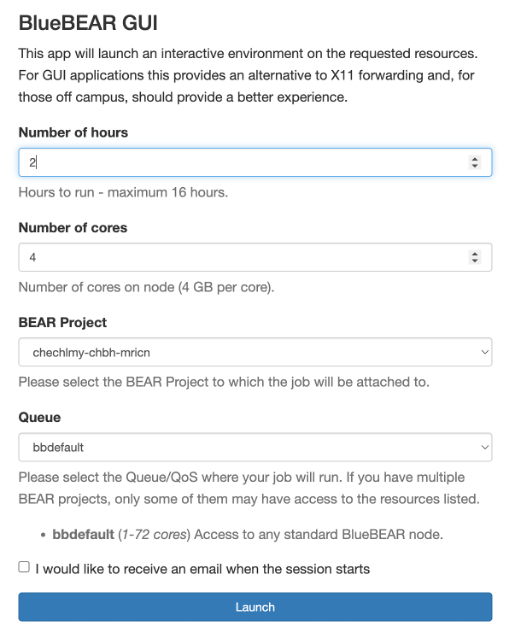 BlueBEAR GUI
This app will launch an interactive environment on the requested resources.
For GUI applications this provides an alternative to X11 forwarding and, for
those off campus, should provide a better experience.
Number of hours
2
Hours to run - maximum 16 hours.
Number of cores
4
Number of cores on node (4 GB per core).
BEAR Project
chechlmy-chbh-mricn
Please select the BEAR Project to which the job will be attached to.
Queue
bbdefault
Please select the Queue/QoS where your job will run. If you have multiple
BEAR projects, only some of them may have access to the resources listed.
• bbdefault (1-72 cores) Access to any standard BlueBEAR node.
I would like to receive an email when the session starts
Launch